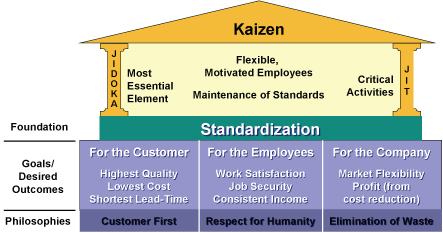 Kaizen
JIDOKA
Most
Essential
Element
Flexible,
Motivated Employees
Maintenance of Standards
Critical
Activities
JIT
Foundation
Standardization
Goals/
Desired
Outcomes
For the Customer
Highest Quality
Lowest Cost
Shortest Lead-Time
For the Employees
Work Satisfaction
Job Security
Consistent Income
For the Company
Market Flexibility
Profit (from
cost reduction)
Philosophies
Customer First
Respect for Humanity
Elimination of Waste